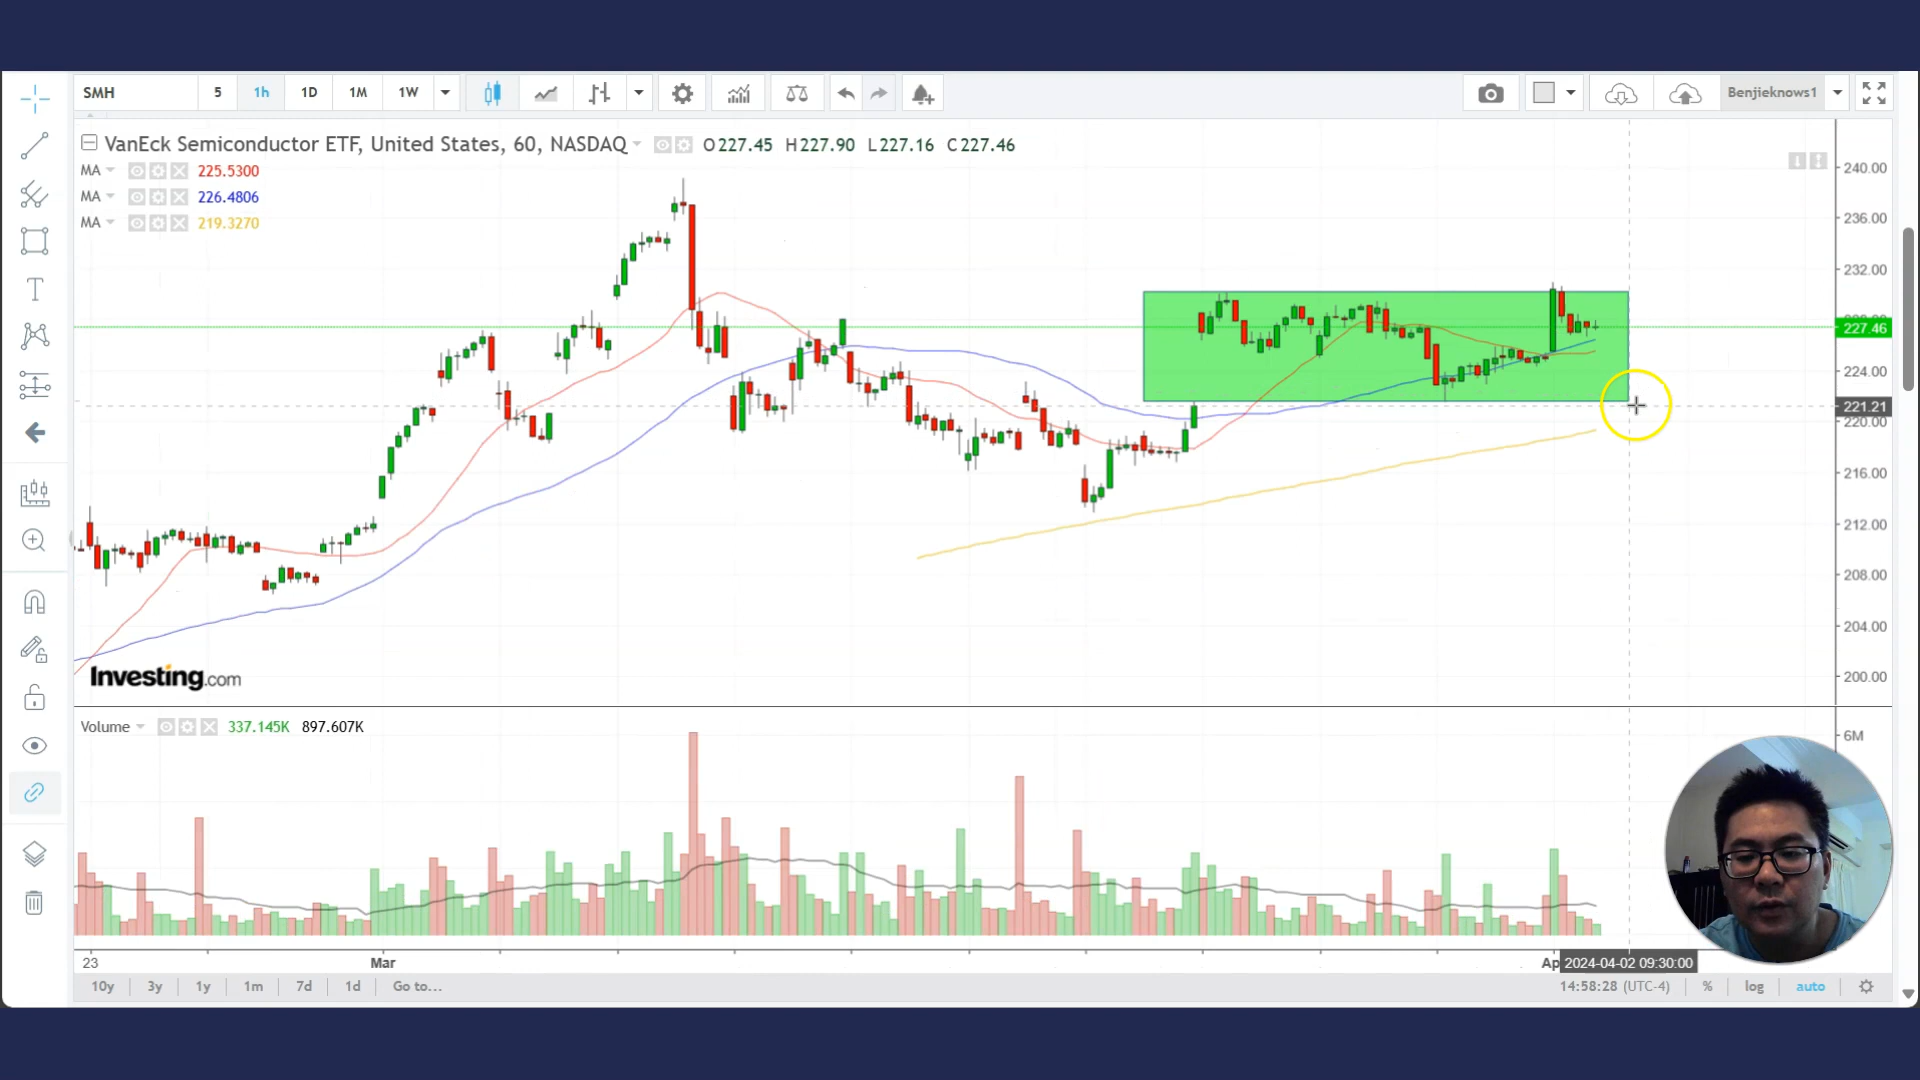 SMH 5 1h 1D 1M 1W Benjieknows1
VanEck Semiconductor ETF, United States, 60, NASDAQ O227.45 H227.90 L227.16 C227.46
MA 225.5300
MA 226.4806
MA 219.3270
240.00
236.00
232.00
227.46
224.00
221.21
220.00
216.00
212.00
208.00
204.00
200.00
Investing.com
Volume 337.145K 897.607K
6M
23 Mar Ap 2024-04-02 09:30:00
10y 3y 1y 1m 7d 1d Go to... 14:58:28 (UTC-4) % log auto
T